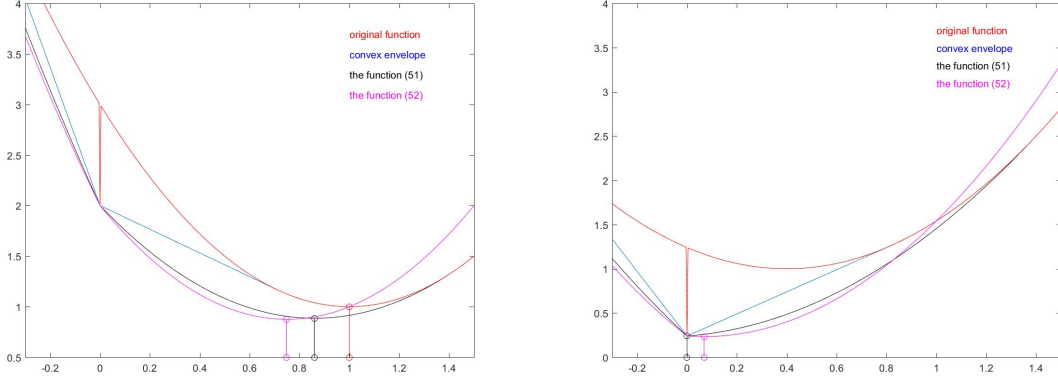 4
3.5
3
2.5
2
1.5
1
0.5
-0.2 0 0.2 0.4 0.6 0.8 1 1.2 1.4
original function
convex envelope
the function (51)
the function (52)
4
3.5
3
2.5
2
1.5
1
0.5
0
-0.2 0 0.2 0.4 0.6 0.8 1 1.2 1.4
original function
convex envelope
the function (51)
the function (52)